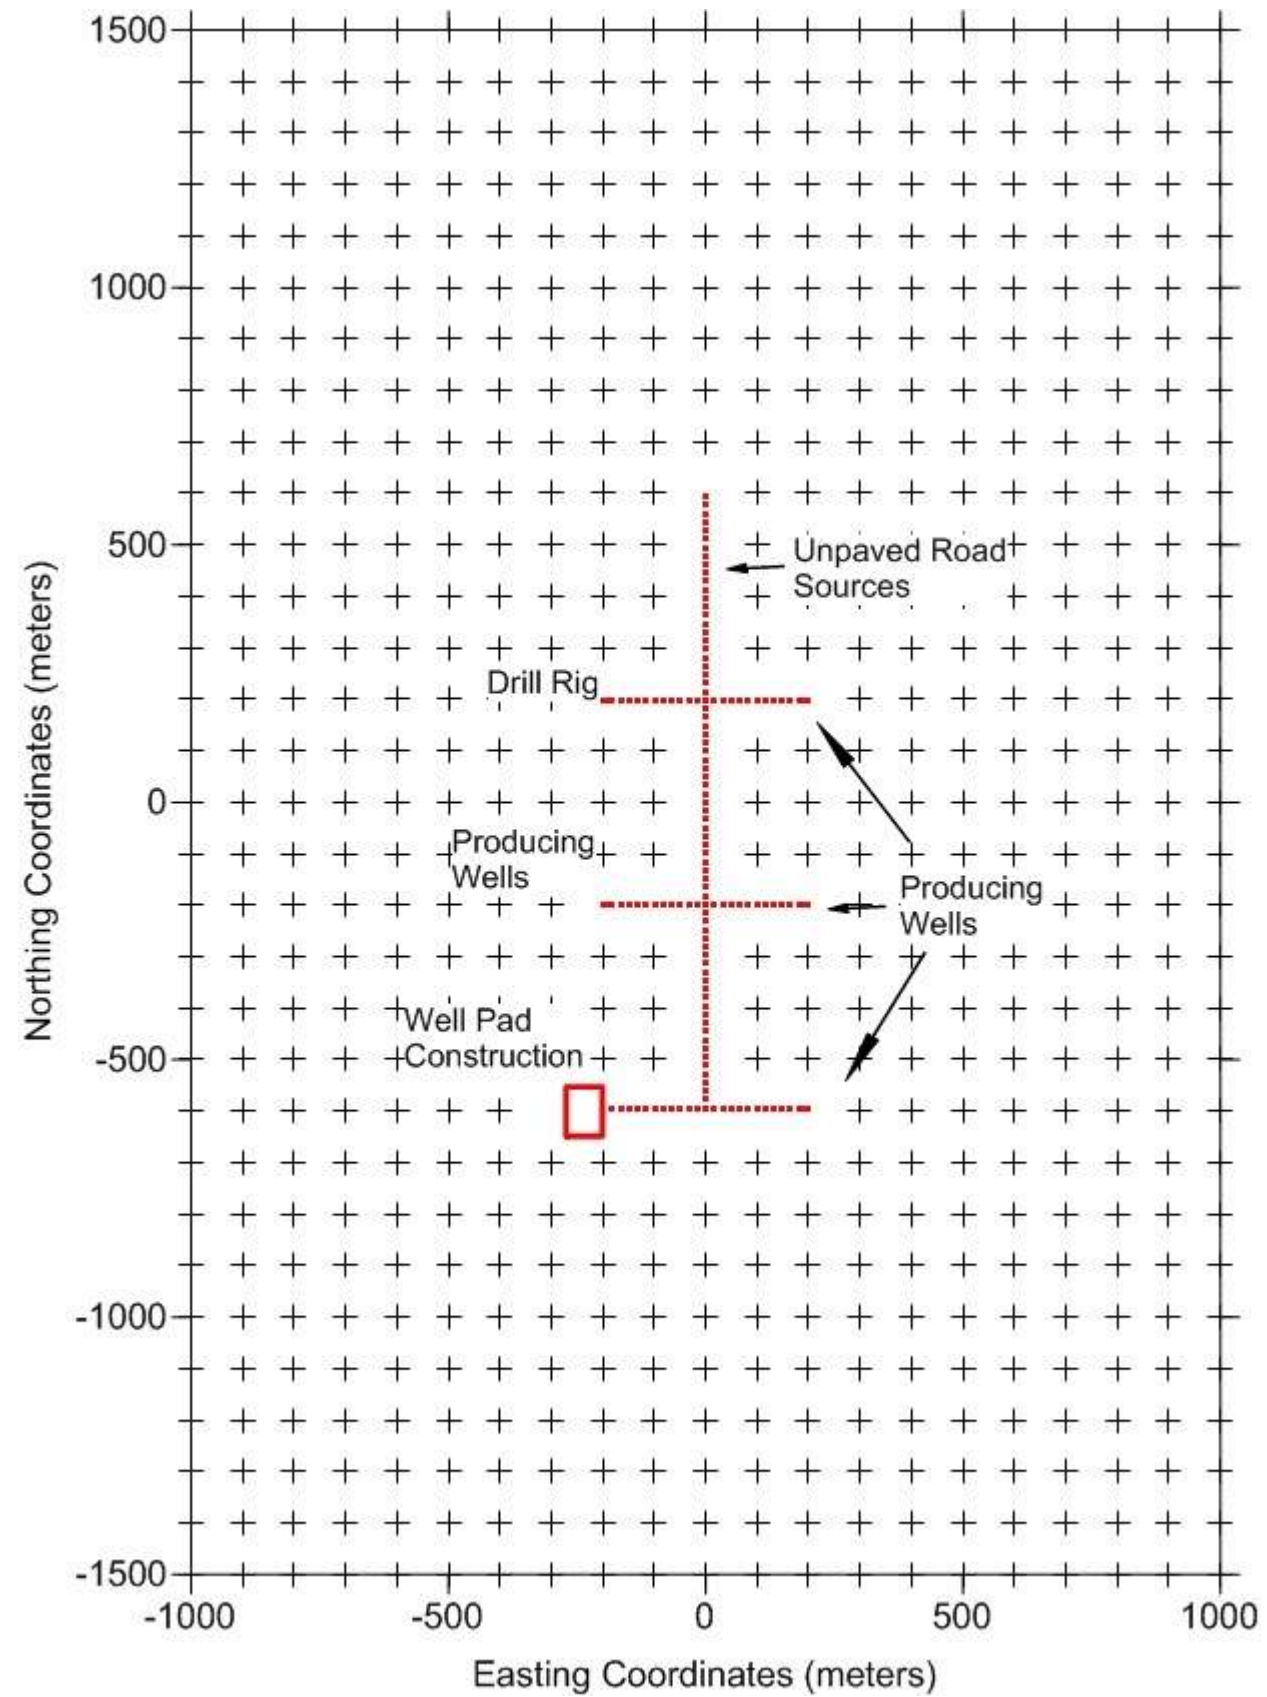 1500
1000
500
0
-500
-1000
-1500
Northing Coordinates (meters)
Unpaved Road
Sources
Drill Rig
Producing
Wells
Producing
Wells
Well Pad
Construction
-1000
-500
0
500
1000
Easting Coordinates (meters)